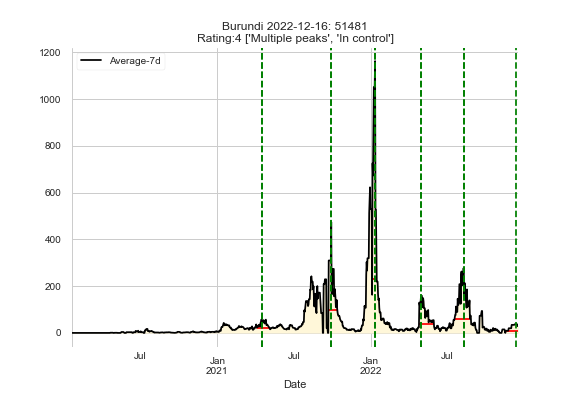 Burundi 2022-12-16: 51481
Rating:4 ['Multiple peaks', 'In control']
Average-7d
1200
1000
800
600
400
200
0
Jul
Jan
2021
Jul
Jan
2022
Jul
Date